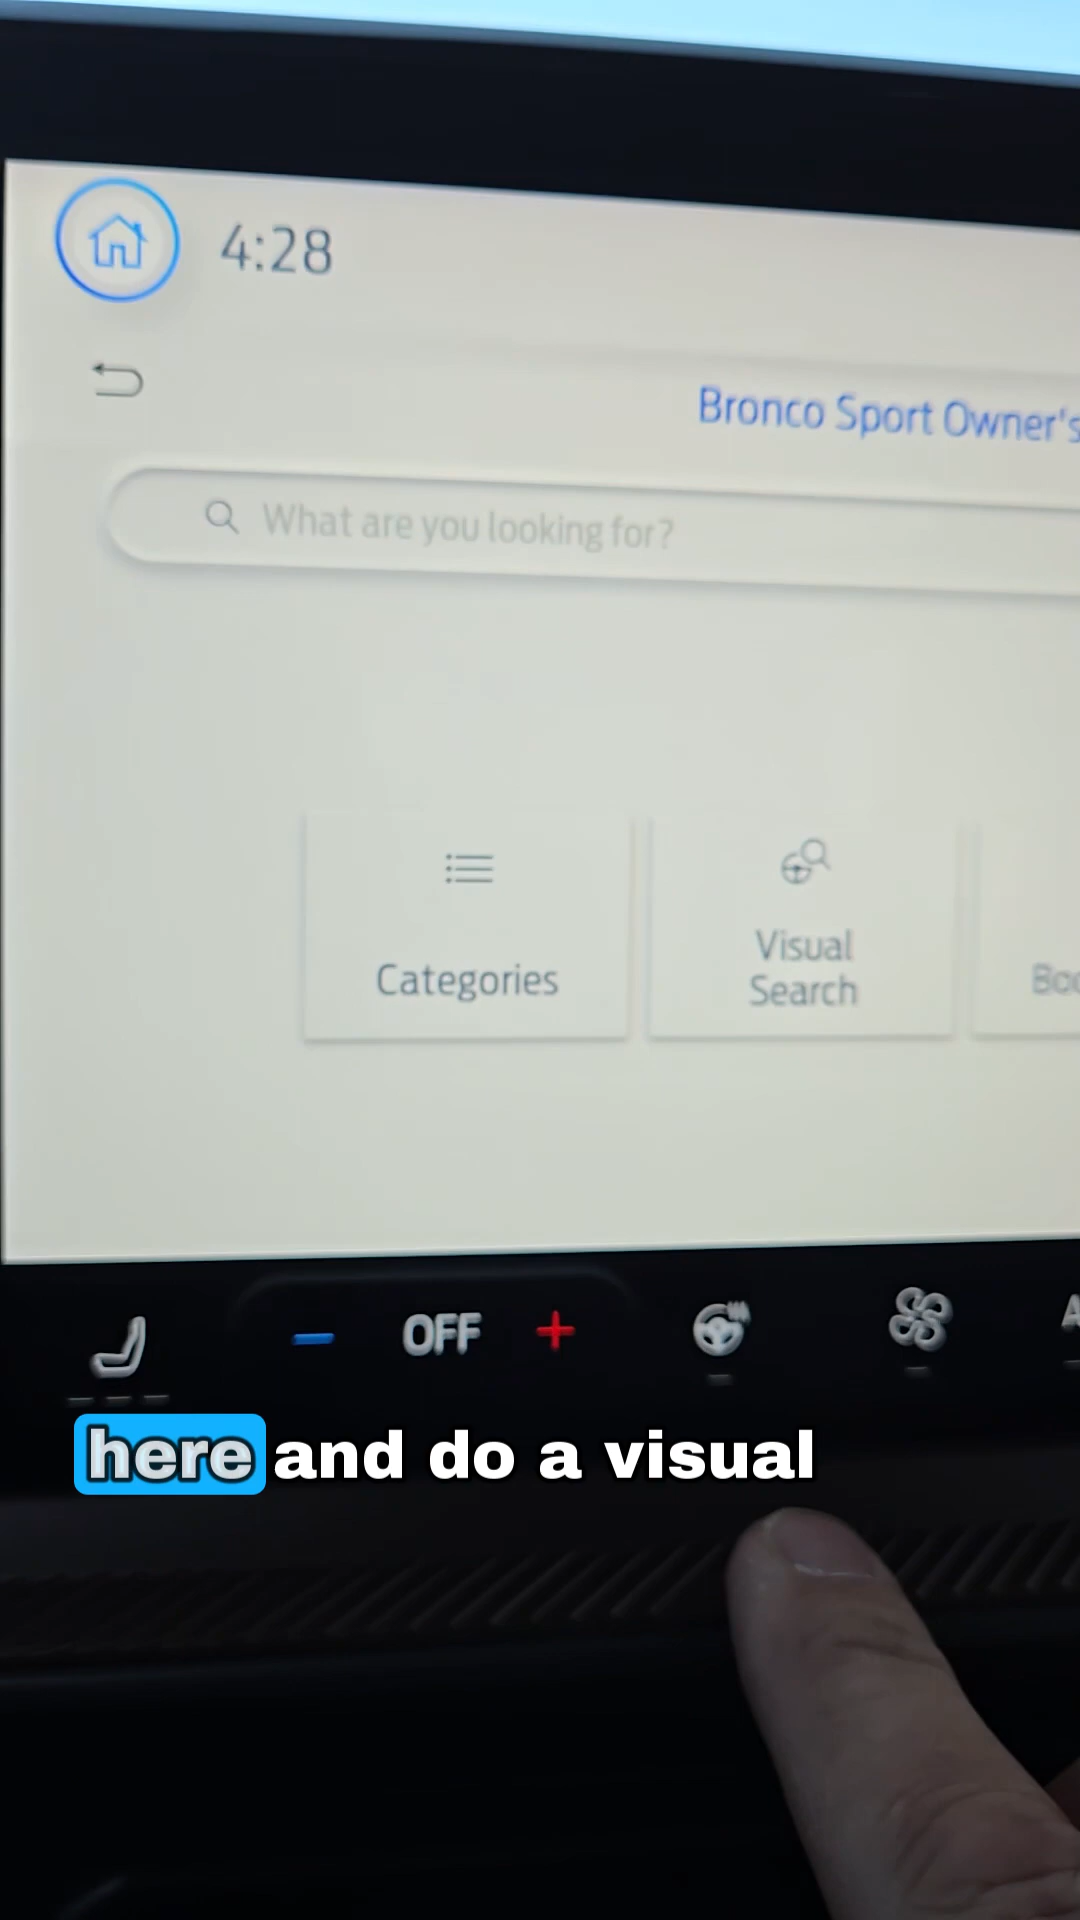 4:28
Bronco Sport Owner's
What are you looking for?
Categories
Visual
Search
OFF
here and do a visual